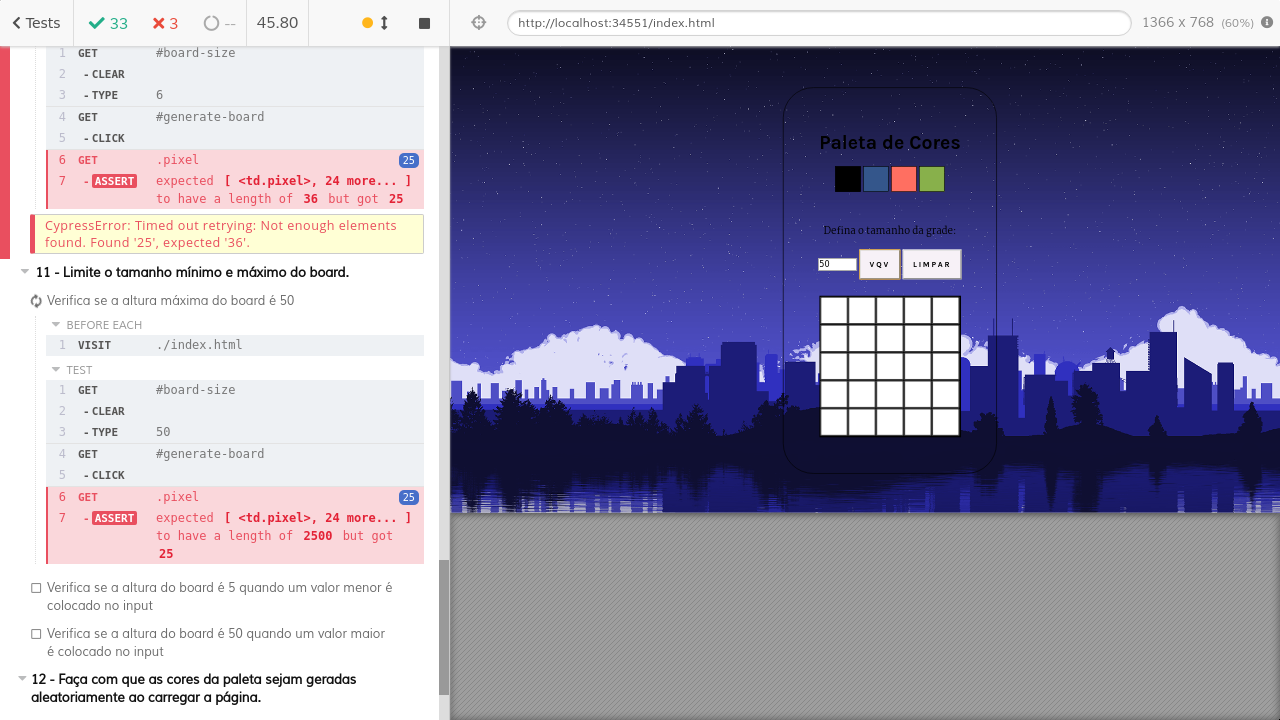 Tests
33
3
--
45.80
http://localhost:34551/index.html
1366 x 768 (60%)
1 GET #board-size
2 -CLEAR
3 -TYPE 6
4 GET #generate-board
5 -CLICK
6 GET .pixel 25
7 -ASSERT expected [ <td.pixel>, 24 more... ]
to have a length of 36 but got 25
CypressError: Timed out retrying: Not enough elements
found. Found '25', expected '36'.
11 - Limite o tamanho mínimo e máximo do board.
Verifica se a altura máxima do board é 50
BEFORE EACH
1 VISIT ./index.html
TEST
1 GET #board-size
2 -CLEAR
3 -TYPE 50
4 GET #generate-board
5 -CLICK
6 GET .pixel 25
7 -ASSERT expected [ <td.pixel>, 24 more... ]
to have a length of 2500 but got
25
Verifica se a altura do board é 5 quando um valor menor é
colocado no input
Verifica se a altura do board é 50 quando um valor maior
é colocado no input
12 - Faça com que as cores da paleta sejam geradas
aleatoriamente ao carregar a página.
Paleta de Cores
Defina o tamanho da grade:
50
VQV
LIMPAR